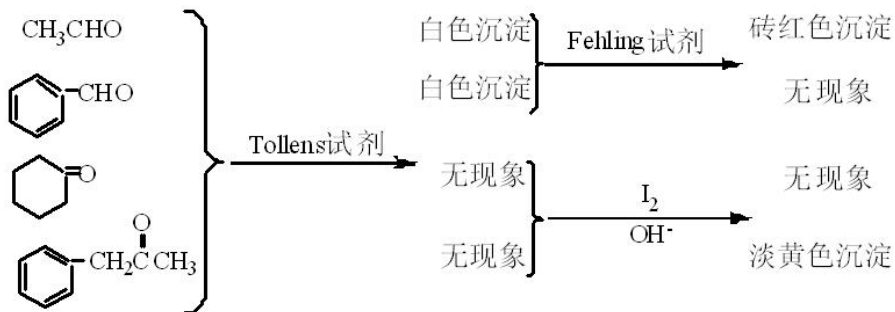 CH₃CHO
白色沉淀
Fehling试剂
砖红色沉淀
CHO
白色沉淀
无现象
Tollens试剂
O
无现象
I₂
无现象
O
CH₂CCH₃
无现象
OH⁻
淡黄色沉淀